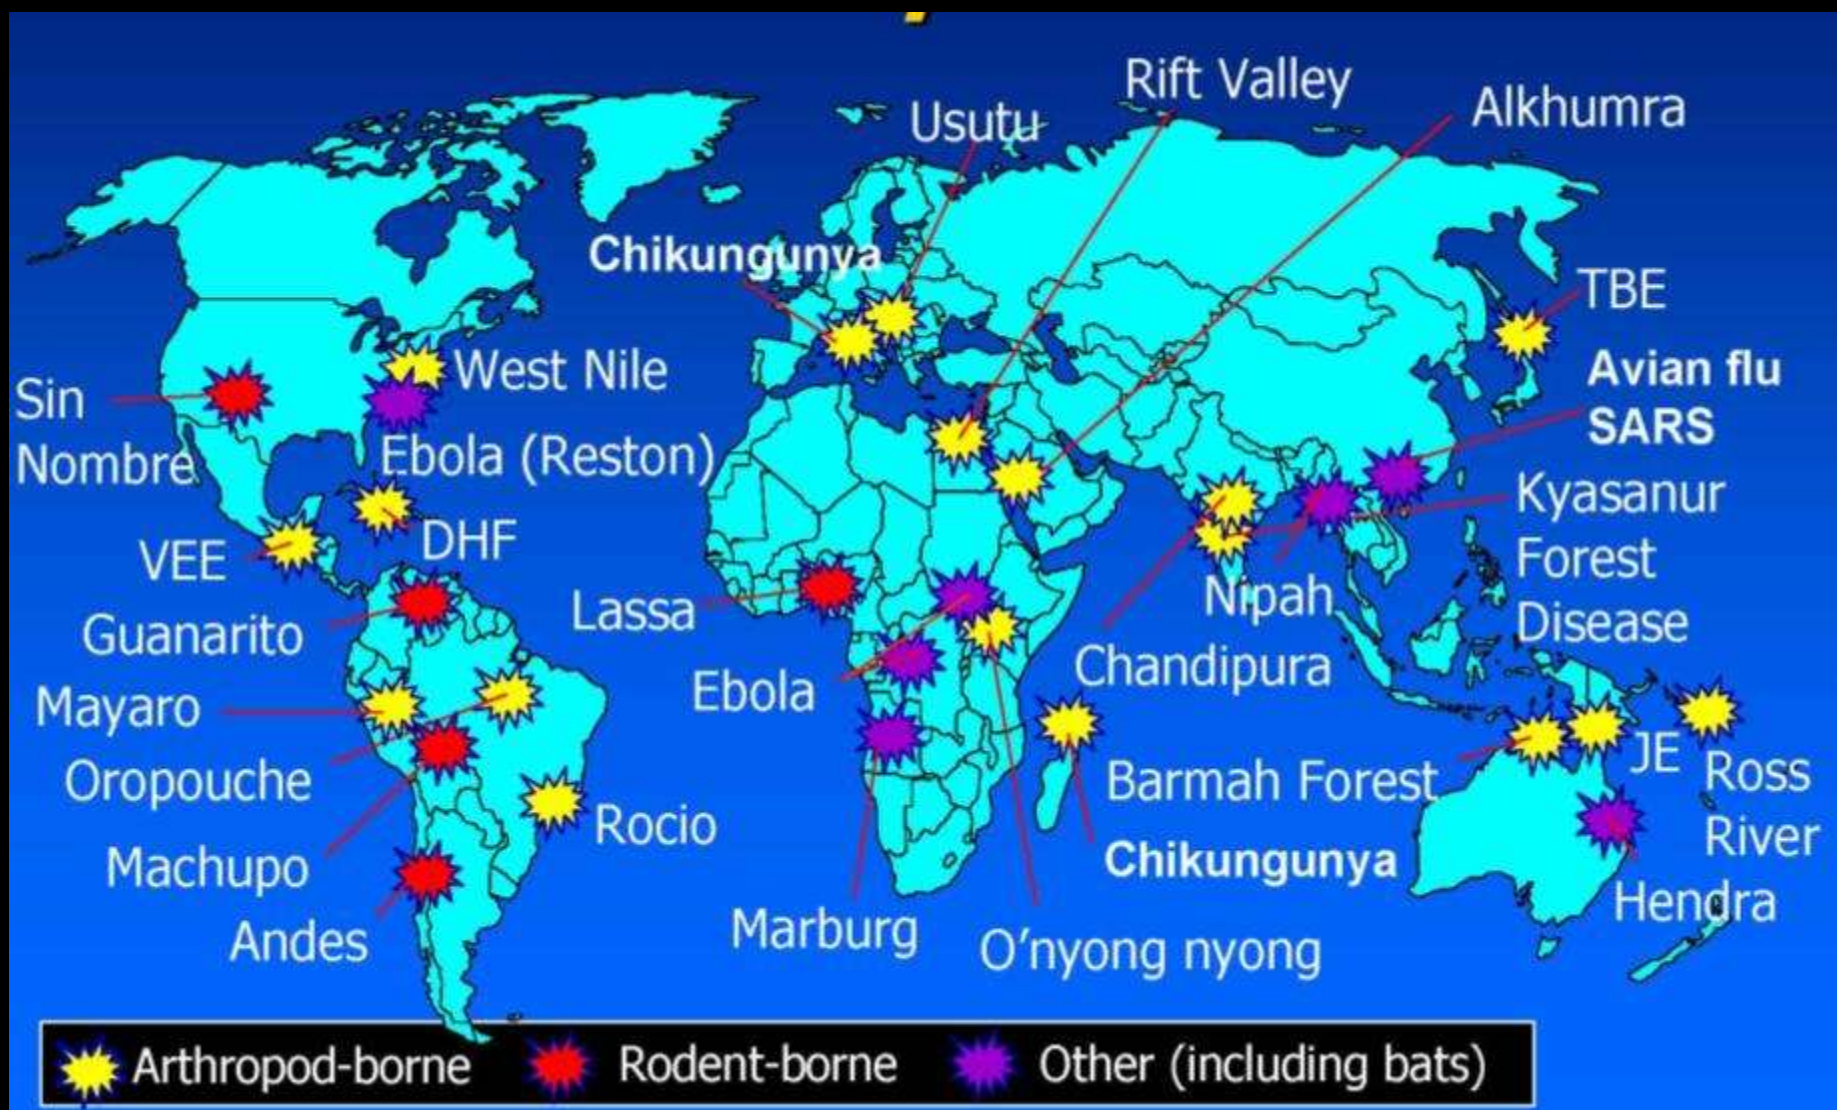 Rift Valley
Alkhumra
Usutu
Chikungunya
TBE
West Nile
Avian flu
SARS
Sin
Nombre
Ebola (Reston)
Kyasanur
Forest
Disease
DHF
VEE
Nipah
Lassa
Guanarito
Chandipura
Ebola
Mayaro
Oropouche
Barmah Forest
JE
Ross
River
Rocio
Machupo
Chikungunya
Hendra
Andes
Marburg
O'nyong nyong
Arthropod-borne
Rodent-borne
Other (including bats)